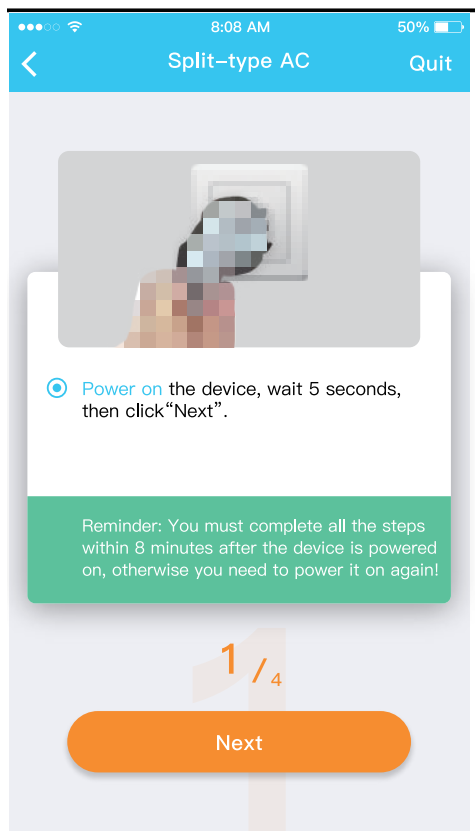 8:08 AM
50%
Split-type AC
Quit
Power on the device, wait 5 seconds,
then click“Next”.
Reminder: You must complete all the steps
within 8 minutes after the device is powered
on, otherwise you need to power it on again!
1/4
Next